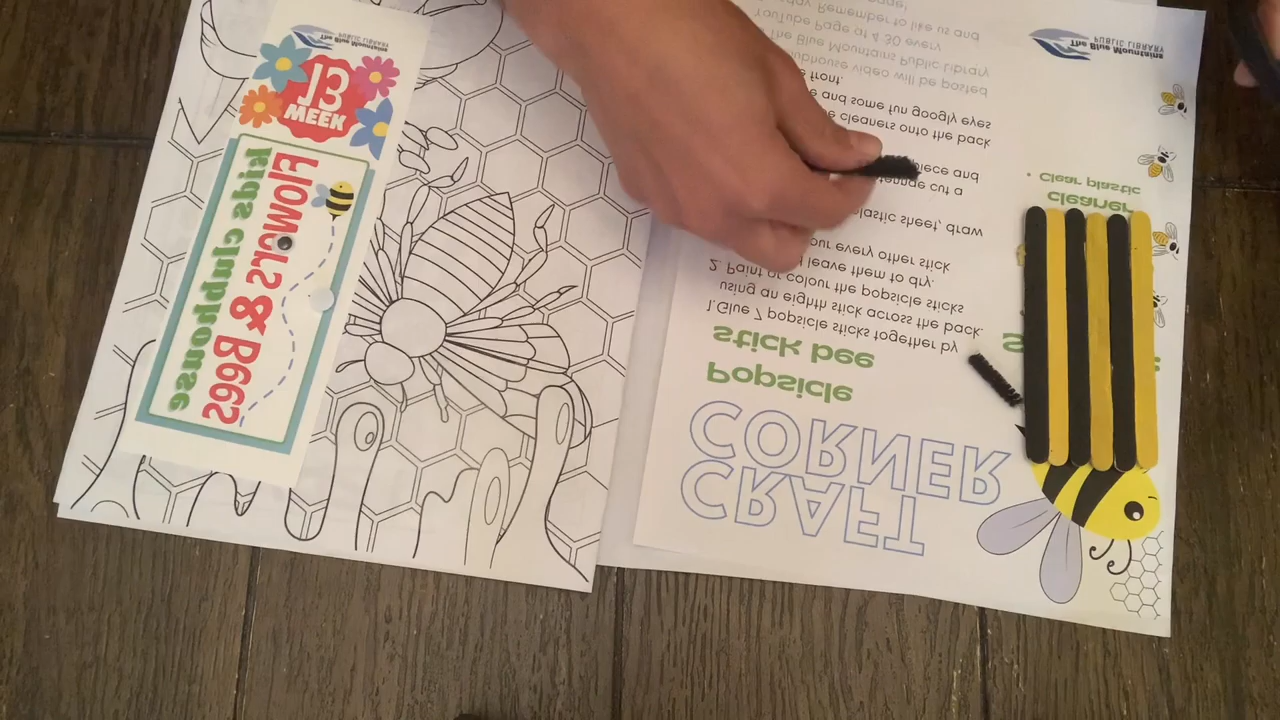 The Blue Mountains
PUBLIC LIBRARY
WEEK
13
kids clubhouse
Flowers & Bees
CRAFT
CORNER
Popsicle
stick bee
1.Glue 7 popsicle sticks together by
using an eighth stick across the back.
2. Paint or colour the popsicle sticks
leave them to dry.
every other stick
sheet, draw
cut a
piece and
cleaners onto the back
and some fun googly eyes
front.
video will be posted
The Blue Mountains Public Library
YouTube Page at 4:30 every
Remember to like us and
cleaner
• Clear plastic
The Blue Mountains
PUBLIC LIBRARY